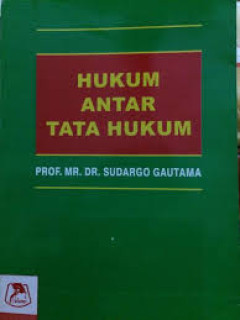 HUKUM
ANTAR
TATA HUKUM
PROF. MR. DR. SUDARGO GAUTAMA